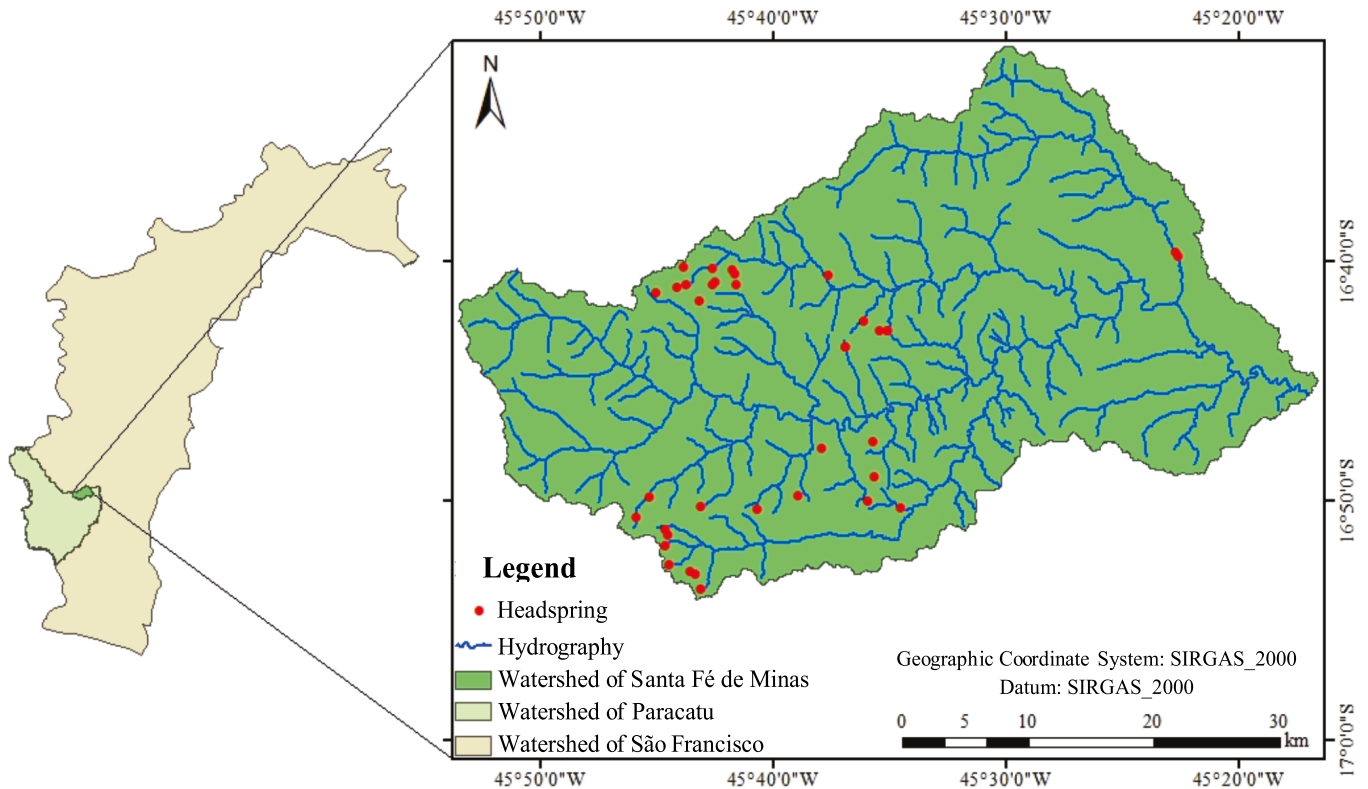 45°50'0"W 45°40'0"W 45°30'0"W 45°20'0"W
N
16°40'0"S
16°50'0"S
17°0'0"S
Legend
Headspring
Hydrography
Watershed of Santa Fé de Minas
Watershed of Paracatu
Watershed of São Francisco
Geographic Coordinate System: SIRGAS_2000
Datum: SIRGAS_2000
0 5 10 20 30
km
45°50'0"W 45°40'0"W 45°30'0"W 45°20'0"W